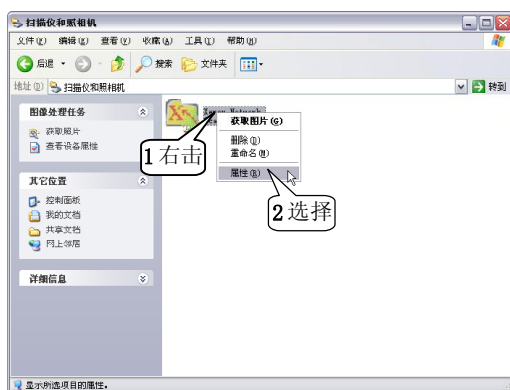 扫描仪和照相机
文件(F) 编辑(E) 查看(V) 收藏(A) 工具(T) 帮助(H)
后退 搜索 文件夹
地址(D) 扫描仪和照相机 转到
图像处理任务
获取照片
查看设备属性
其它位置
控制面板
我的文档
共享文档
网上邻居
详细信息
Network
获取图片(G)
删除(D)
重命名(M)
属性(R)
1右击
2选择
显示所选项目的属性。